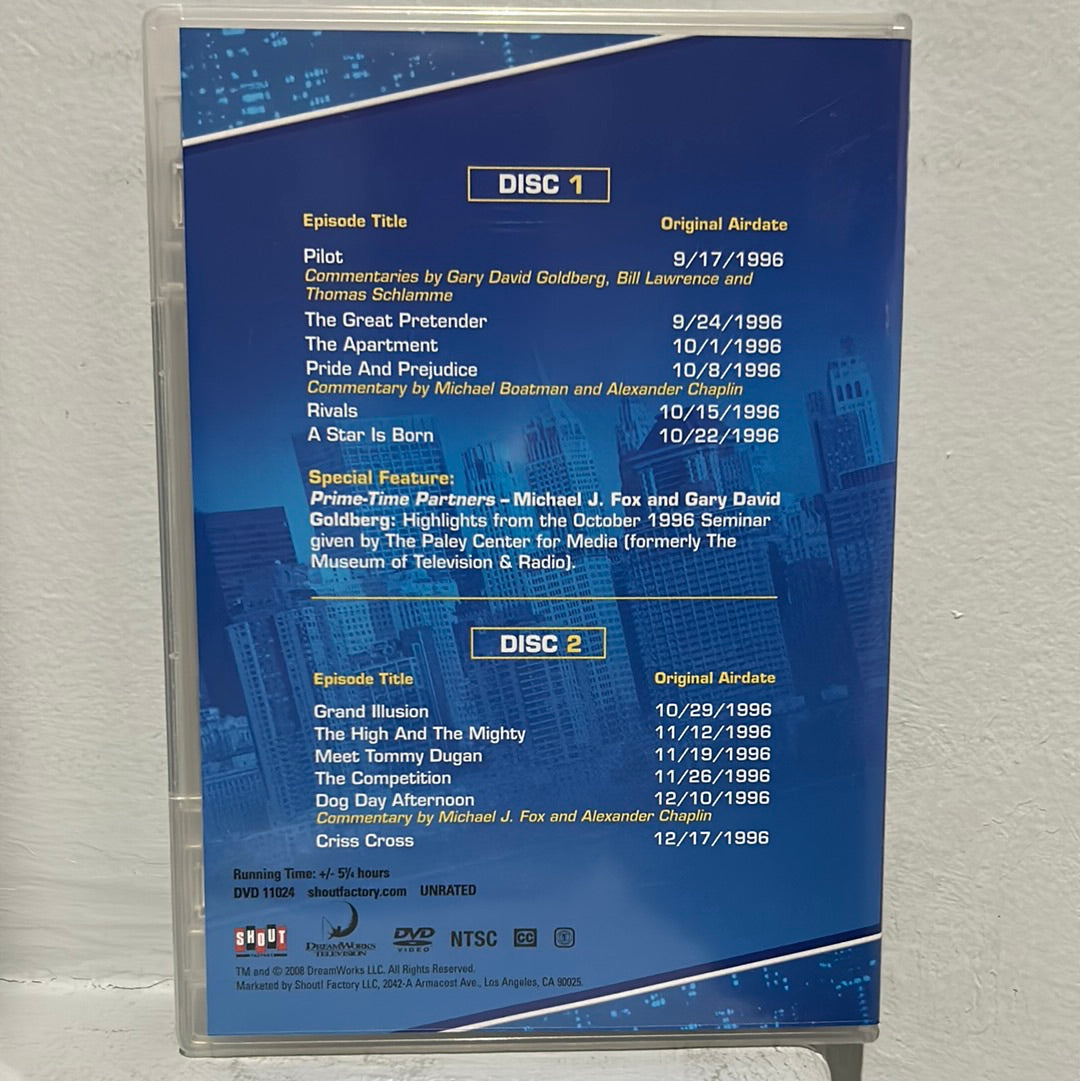 DISC 1
Episode Title Original Airdate
Pilot 9/17/1996
Commentaries by Gary David Goldberg, Bill Lawrence and
Thomas Schlamme
The Great Pretender 9/24/1996
The Apartment 10/1/1996
Pride And Prejudice 10/8/1996
Commentary by Michael Boatman and Alexander Chaplin
Rivals 10/15/1996
A Star Is Born 10/22/1996
Special Feature:
Prime-Time Partners – Michael J. Fox and Gary David
Goldberg: Highlights from the October 1996 Seminar
given by The Paley Center for Media (formerly The
Museum of Television & Radio).
DISC 2
Episode Title Original Airdate
Grand Illusion 10/29/1996
The High And The Mighty 11/12/1996
Meet Tommy Dugan 11/19/1996
The Competition 11/26/1996
Dog Day Afternoon 12/10/1996
Commentary by Michael J. Fox and Alexander Chaplin
Criss Cross 12/17/1996
Running Time: +/- 5¼ hours
DVD 11024 shoutfactory.com UNRATED
SHOUT DREAMWORKS TELEVISION DVD VIDEO NTSC CC 1
TM and © 2008 DreamWorks LLC. All Rights Reserved.
Marketed by Shout! Factory LLC, 2042-A Armacost Ave., Los Angeles, CA 90025.